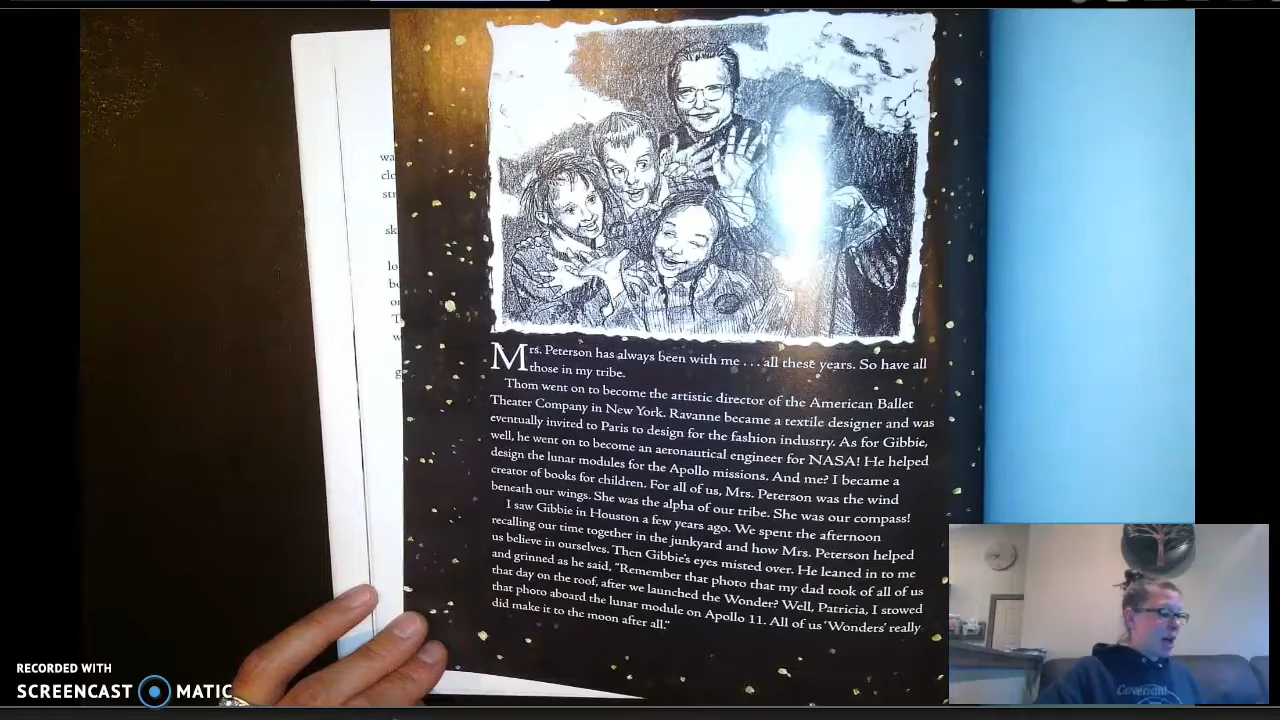 wa
clo
str
sk
lo
be
on
T
w
g
Mrs. Peterson has always been with me . . . all these years. So have all
those in my tribe.
Thom went on to become the artistic director of the American Ballet
Theater Company in New York. Ravanne became a textile designer and was
eventually invited to Paris to design for the fashion industry. As for Gibbie,
well, he went on to become an aeronautical engineer for NASA! He helped
design the lunar modules for the Apollo missions. And me? I became a
creator of books for children. For all of us, Mrs. Peterson was the wind
beneath our wings. She was the alpha of our tribe. She was our compass!
I saw Gibbie in Houston a few years ago. We spent the afternoon
recalling our time together in the junkyard and how Mrs. Peterson helped
us believe in ourselves. Then Gibbie's eyes misted over. He leaned in to me
and grinned as he said, "Remember that photo that my dad took of all of us
that day on the roof, after we launched the Wonder? Well, Patricia, I stowed
that photo aboard the lunar module on Apollo 11. All of us 'Wonders' really
did make it to the moon after all."
RECORDED WITH
SCREENCAST MATIC
Covenant